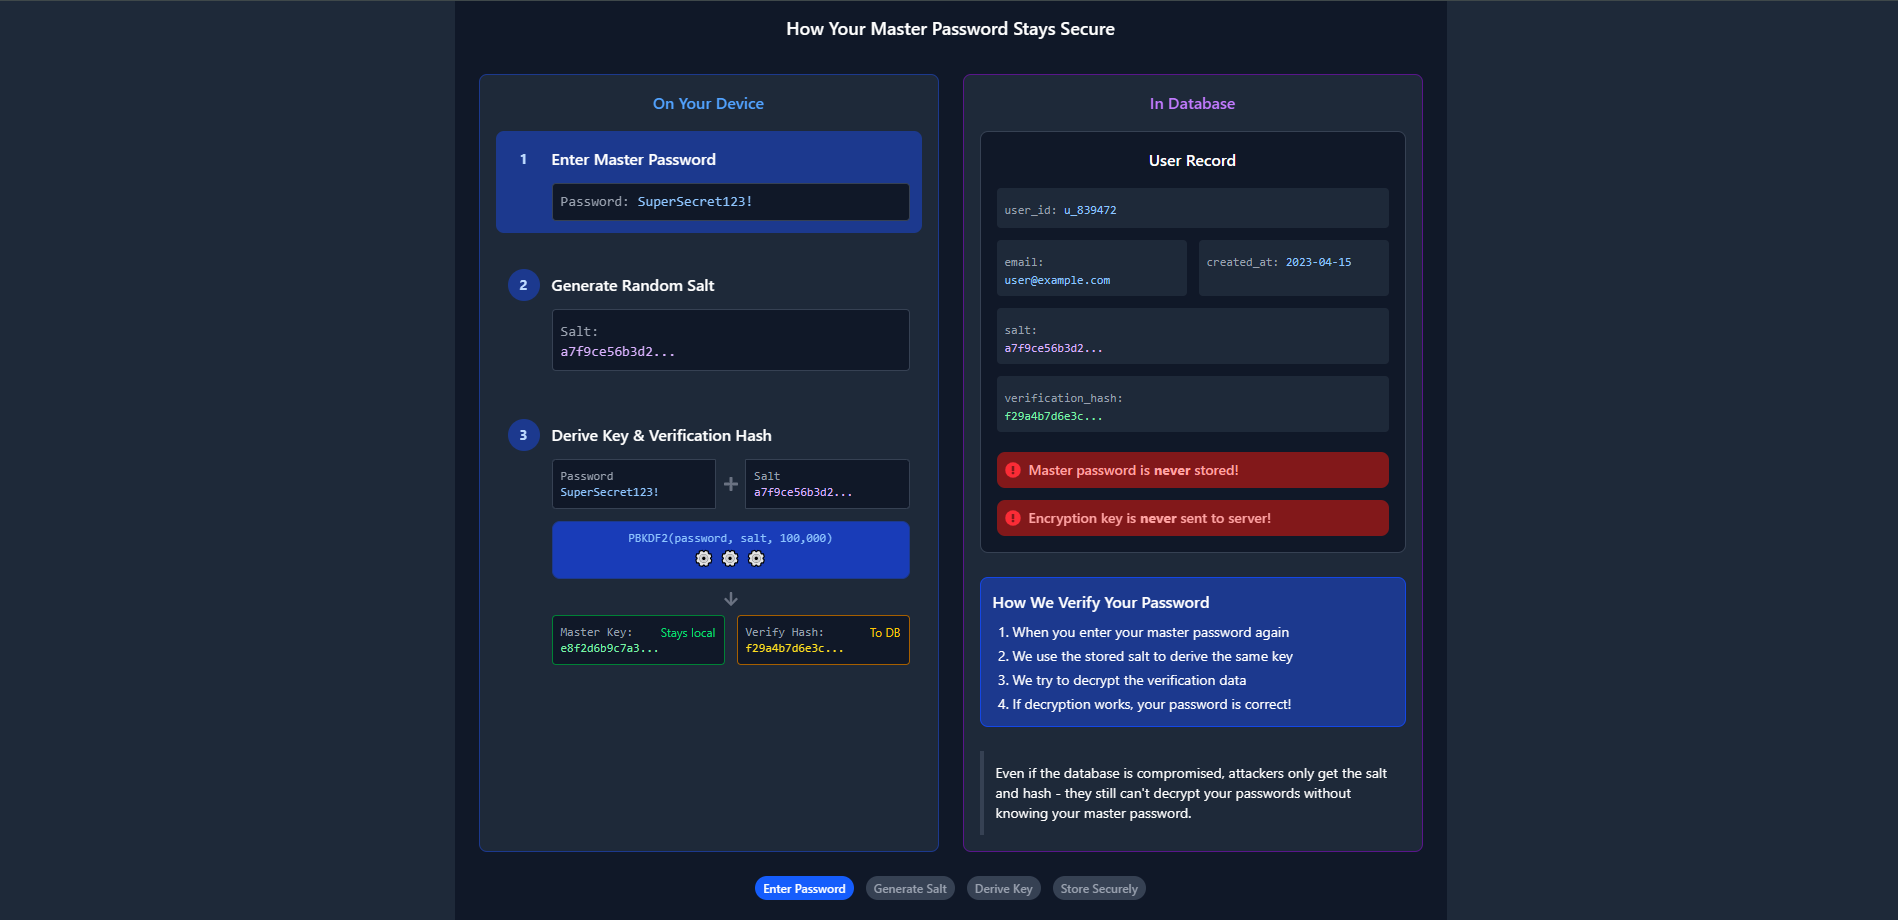 How Your Master Password Stays Secure
On Your Device
1
Enter Master Password
Password: SuperSecret123!
2
Generate Random Salt
Salt:
a7f9ce56b3d2...
3
Derive Key & Verification Hash
Password
SuperSecret123!
+
Salt
a7f9ce56b3d2...
PBKDF2(password, salt, 100,000)
Master Key:
Stays local
e8f2d6b9c7a3...
Verify Hash:
To DB
f29a4b7d6e3c...
In Database
User Record
user_id: u_839472
email:
user@example.com
created_at: 2023-04-15
salt:
a7f9ce56b3d2...
verification_hash:
f29a4b7d6e3c...
Master password is never stored!
Encryption key is never sent to server!
How We Verify Your Password
1. When you enter your master password again
2. We use the stored salt to derive the same key
3. We try to decrypt the verification data
4. If decryption works, your password is correct!
Even if the database is compromised, attackers only get the salt
and hash - they still can't decrypt your passwords without
knowing your master password.
Enter Password
Generate Salt
Derive Key
Store Securely